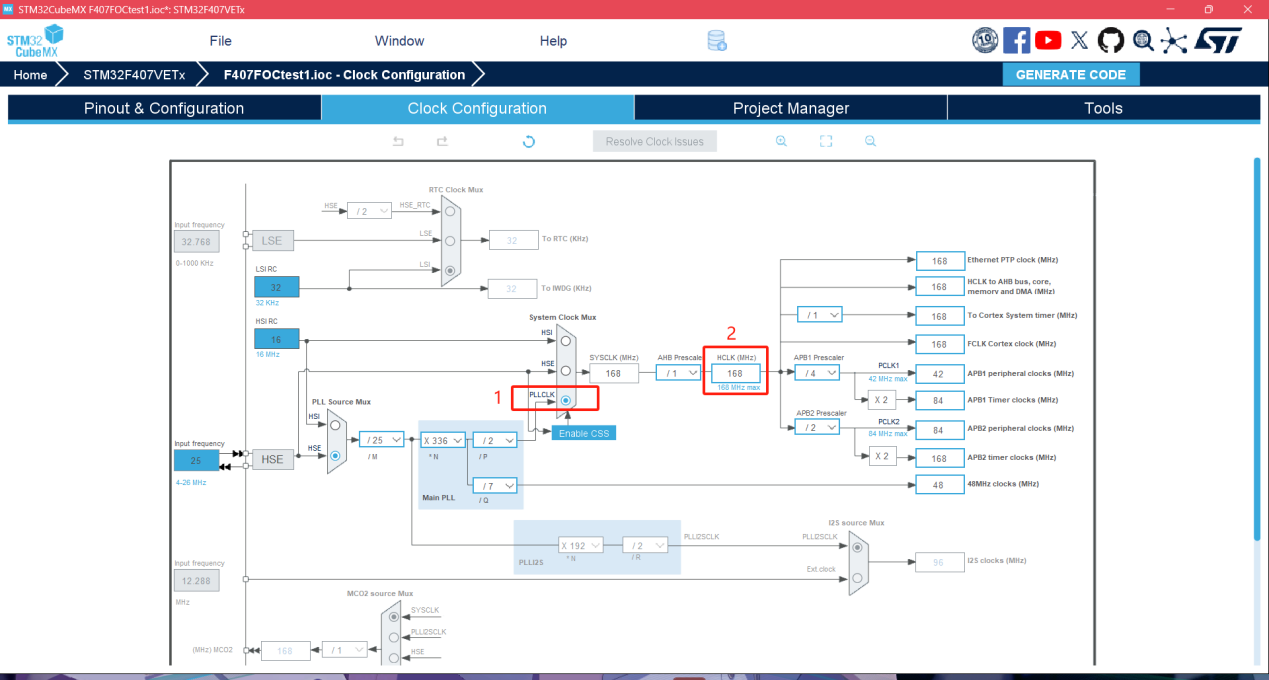 MX STM32CubeMX F407FOCtest1.ioc*: STM32F407VETx
STM32
CubeMX
File
Window
Help
10
Home
STM32F407VETx
F407FOCtest1.ioc - Clock Configuration
GENERATE CODE
Pinout & Configuration
Clock Configuration
Project Manager
Tools
Resolve Clock Issues
RTC Clock Mux
HSE
/ 2
HSE_RTC
Input frequency
32.768
LSE
LSE
32
To RTC (KHz)
0-1000 KHz
LSI RC
LSI
32
32
To IWDG (KHz)
32 KHz
Ethernet PTP clock (MHz)
168
HCLK to AHB bus, core,
memory and DMA (MHz)
168
System Clock Mux
/ 1
168
To Cortex System timer (MHz)
HSI RC
16
16 MHz
HSI
2
168
FCLK Cortex clock (MHz)
HSE
SYSCLK (MHz)
AHB Prescaler
HCLK (MHz)
APB1 Prescaler
168
/ 1
168
168 MHz max
/ 4
PCLK1
42 MHz max
42
APB1 peripheral clocks (MHz)
1
PLLCLK
X 2
84
APB1 Timer clocks (MHz)
PLL Source Mux
HSI
APB2 Prescaler
/ 2
PCLK2
84 MHz max
84
APB2 peripheral clocks (MHz)
Enable CSS
Input frequency
25
4-26 MHz
HSE
HSE
/ 25
/ M
X 336
* N
/ 2
/ P
X 2
168
APB2 timer clocks (MHz)
/ 7
/ Q
48
48MHz clocks (MHz)
Main PLL
I2S source Mux
PLLI2SCLK
PLLI2SCLK
X 192
* N
/ 2
/ R
PLLI2S
96
I2S clocks (MHz)
Input frequency
12.288
MHz
Ext.clock
MCO2 source Mux
SYSCLK
PLLI2SCLK
HSE
(MHz) MCO2
168
/ 1